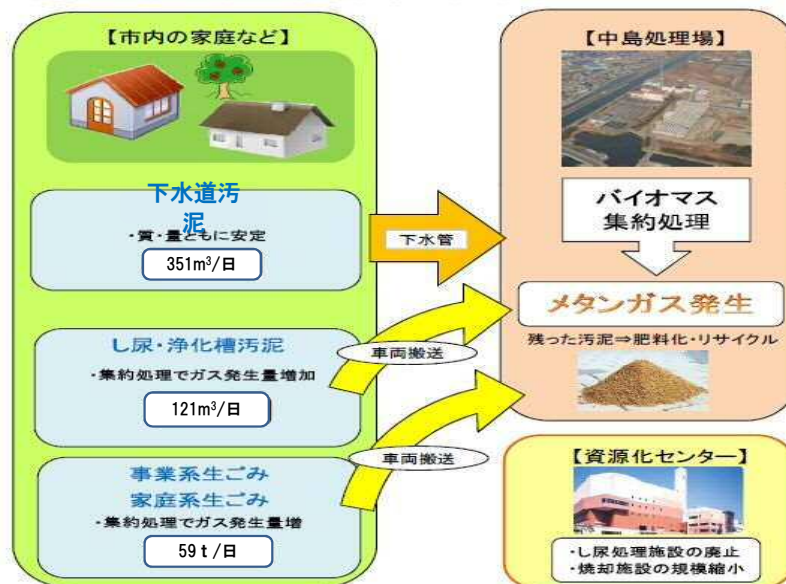 【市内の家庭など】
下水道汚
泥
・質・量ともに安定
351m³/日
し尿・浄化槽汚泥
・集約処理でガス発生量増加
121m³/日
事業系生ごみ
家庭系生ごみ
・集約処理でガス発生量増
59ｔ/日
下水管
車両搬送
車両搬送
【中島処理場】
バイオマス
集約処理
メタンガス発生
残った汚泥⇒肥料化・リサイクル
【資源化センター】
・し尿処理施設の廃止
・焼却施設の規模縮小